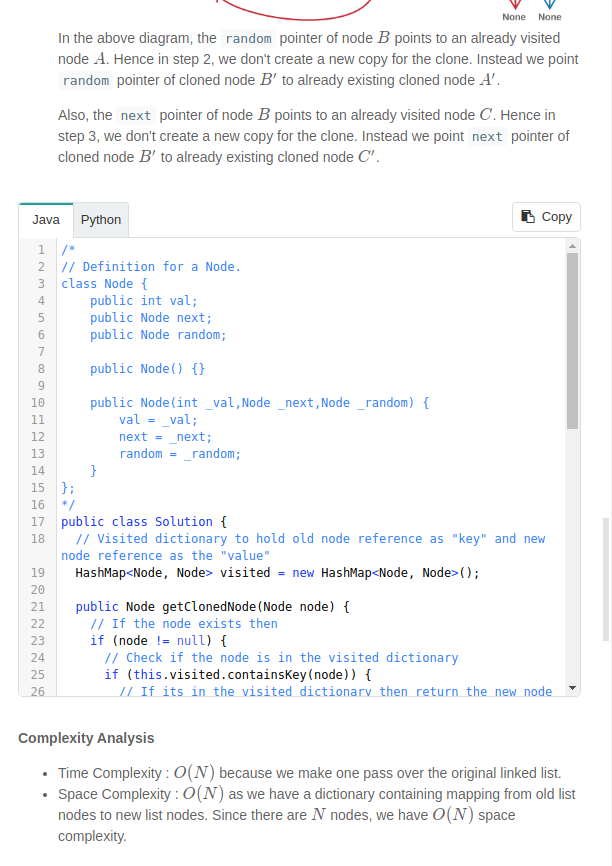 None None
In the above diagram, the random pointer of node B points to an already visited
node A. Hence in step 2, we don't create a new copy for the clone. Instead we point
random pointer of cloned node B′ to already existing cloned node A′.
Also, the next pointer of node B points to an already visited node C. Hence in
step 3, we don't create a new copy for the clone. Instead we point next pointer of
cloned node B′ to already existing cloned node C′.
Java Python Copy
1 /*
2 // Definition for a Node.
3 class Node {
4 public int val;
5 public Node next;
6 public Node random;
7
8 public Node() {}
9
10 public Node(int _val,Node _next,Node _random) {
11 val = _val;
12 next = _next;
13 random = _random;
14 }
15 };
16 */
17 public class Solution {
18 // Visited dictionary to hold old node reference as "key" and new
node reference as the "value"
19 HashMap<Node, Node> visited = new HashMap<Node, Node>();
20
21 public Node getClonedNode(Node node) {
22 // If the node exists then
23 if (node != null) {
24 // Check if the node is in the visited dictionary
25 if (this.visited.containsKey(node)) {
26 // If its in the visited dictionary then return the new node
Complexity Analysis
• Time Complexity : O(N) because we make one pass over the original linked list.
• Space Complexity : O(N) as we have a dictionary containing mapping from old list
nodes to new list nodes. Since there are N nodes, we have O(N) space
complexity.